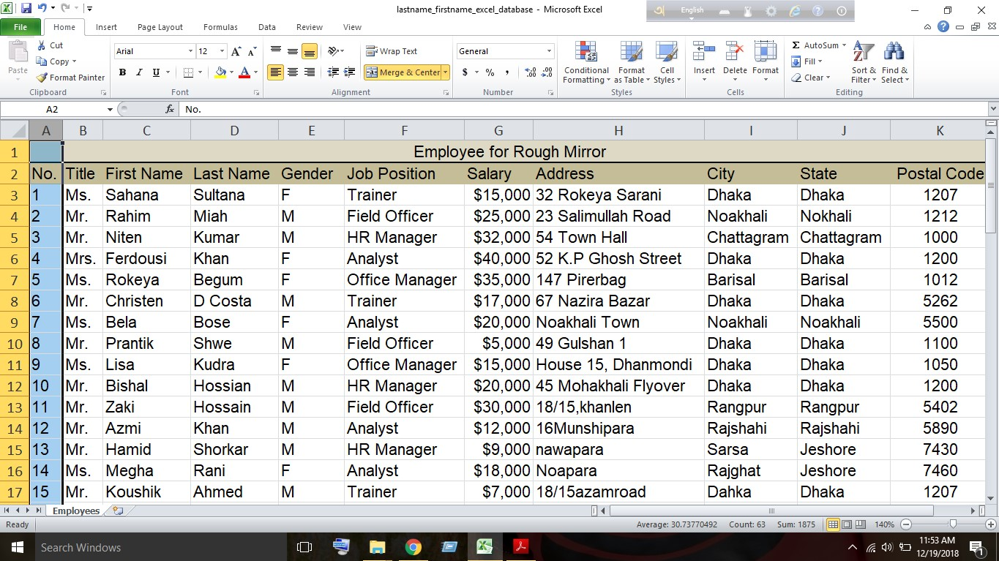 lastname_firstname_excel_database - Microsoft Excel
English
File Home Insert Page Layout Formulas Data Review View
Paste Cut Copy Format Painter Clipboard
Arial 12 A A B I U A Font
Wrap Text Merge & Center Alignment
General $ % , .00 .0 Number
Conditional Formatting Format as Table Cell Styles Styles
Insert Delete Format Cells
Σ AutoSum Fill Clear Sort & Filter Find & Select Editing
A2 fx No.
A B C D E F G H I J K
1 Employee for Rough Mirror
2 No. Title First Name Last Name Gender Job Position Salary Address City State Postal Code
3 1 Ms. Sahana Sultana F Trainer $15,000 32 Rokeya Sarani Dhaka Dhaka 1207
4 2 Mr. Rahim Miah M Field Officer $25,000 23 Salimullah Road Noakhali Nokhali 1212
5 3 Mr. Niten Kumar M HR Manager $32,000 54 Town Hall Chattagram Chattagram 1000
6 4 Mrs. Ferdousi Khan F Analyst $40,000 52 K.P Ghosh Street Dhaka Dhaka 1200
7 5 Ms. Rokeya Begum F Office Manager $35,000 147 Pirerbag Barisal Barisal 1012
8 6 Mr. Christen D Costa M Trainer $17,000 67 Nazira Bazar Dhaka Dhaka 5262
9 7 Ms. Bela Bose F Analyst $20,000 Noakhali Town Noakhali Noakhali 5500
10 8 Mr. Prantik Shwe M Field Officer $5,000 49 Gulshan 1 Dhaka Dhaka 1100
11 9 Ms. Lisa Kudra F Office Manager $15,000 House 15, Dhanmondi Dhaka Dhaka 1050
12 10 Mr. Bishal Hossian M HR Manager $20,000 45 Mohakhali Flyover Dhaka Dhaka 1200
13 11 Mr. Zaki Hossain M Field Officer $30,000 18/15,khanlen Rangpur Rangpur 5402
14 12 Mr. Azmi Khan M Analyst $12,000 16Munshipara Rajshahi Rajshahi 5890
15 13 Mr. Hamid Shorkar M HR Manager $9,000 nawapara Sarsa Jeshore 7430
16 14 Ms. Megha Rani F Analyst $18,000 Noapara Rajghat Jeshore 7460
17 15 Mr. Koushik Ahmed M Trainer $7,000 18/15azamroad Dahka Dhaka 1207
Employees
Ready Average: 30.73770492 Count: 63 Sum: 1875 140%
Search Windows 11:53 AM
12/19/2018 1